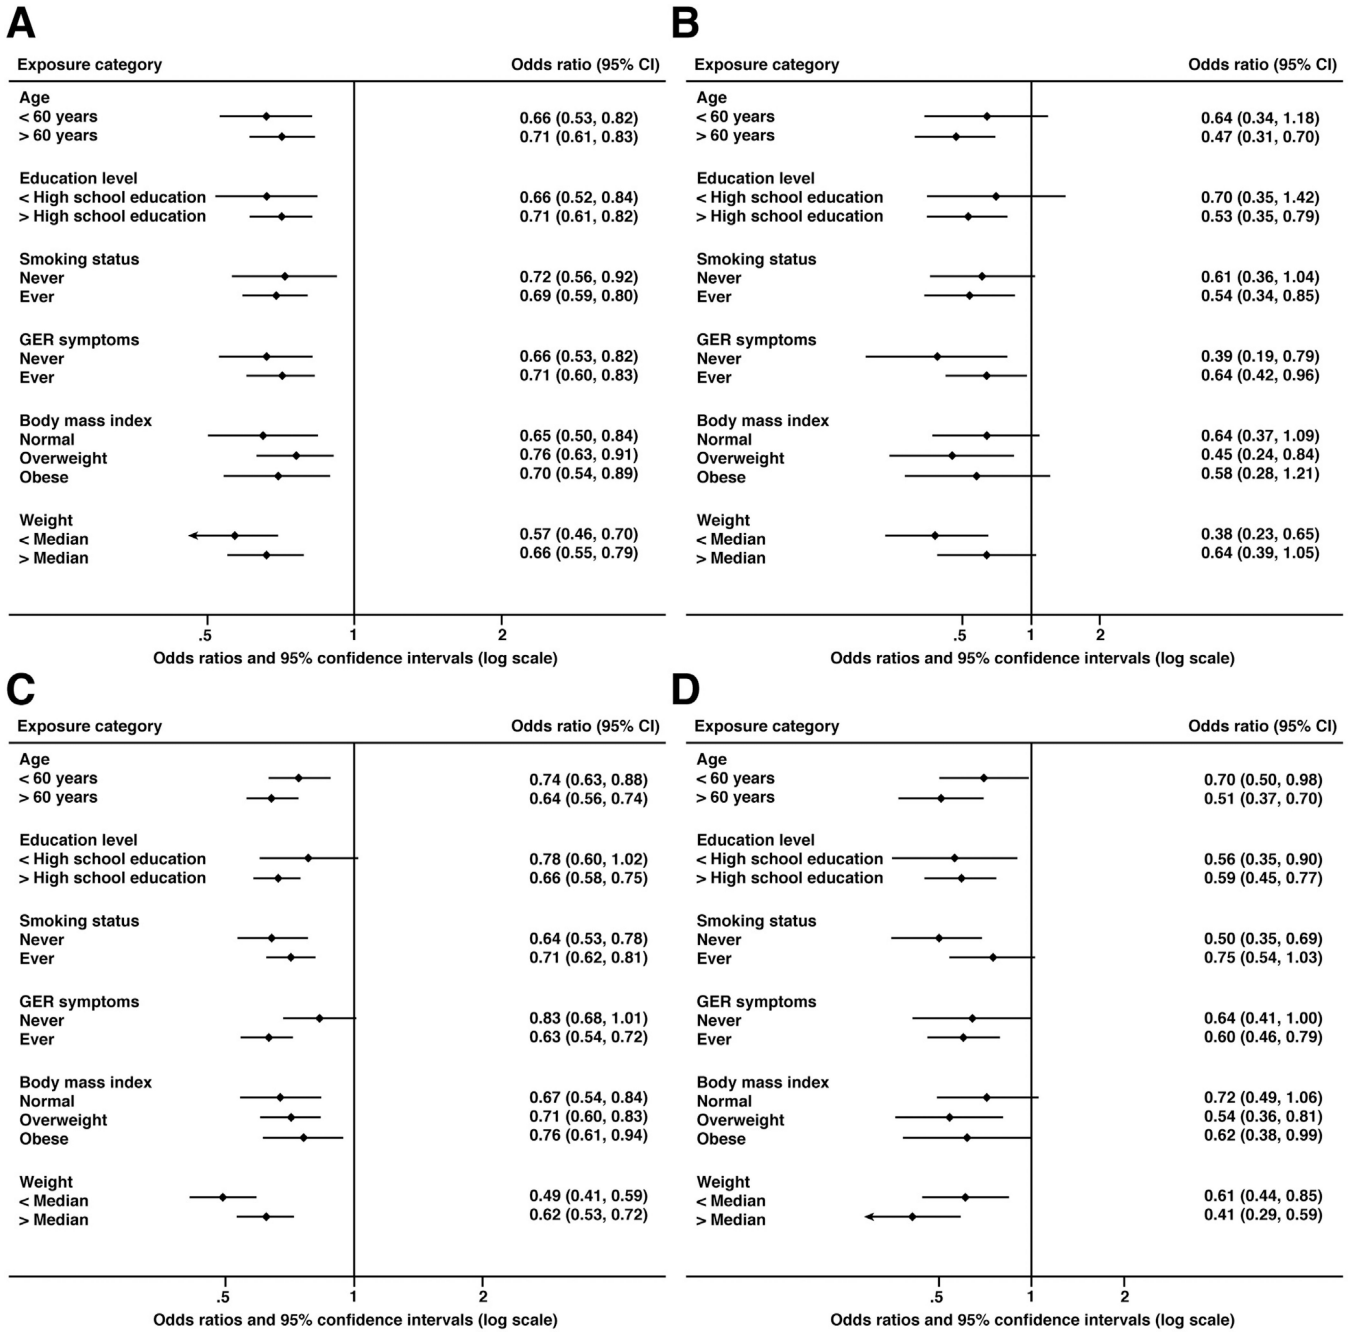 A
Exposure category Odds ratio (95% CI)
Age
< 60 years 0.66 (0.53, 0.82)
> 60 years 0.71 (0.61, 0.83)
Education level
< High school education 0.66 (0.52, 0.84)
> High school education 0.71 (0.61, 0.82)
Smoking status
Never 0.72 (0.56, 0.92)
Ever 0.69 (0.59, 0.80)
GER symptoms
Never 0.66 (0.53, 0.82)
Ever 0.71 (0.60, 0.83)
Body mass index
Normal 0.65 (0.50, 0.84)
Overweight 0.76 (0.63, 0.91)
Obese 0.70 (0.54, 0.89)
Weight
< Median 0.57 (0.46, 0.70)
> Median 0.66 (0.55, 0.79)
.5 1 2
Odds ratios and 95% confidence intervals (log scale)
B
Exposure category Odds ratio (95% CI)
Age
< 60 years 0.64 (0.34, 1.18)
> 60 years 0.47 (0.31, 0.70)
Education level
< High school education 0.70 (0.35, 1.42)
> High school education 0.53 (0.35, 0.79)
Smoking status
Never 0.61 (0.36, 1.04)
Ever 0.54 (0.34, 0.85)
GER symptoms
Never 0.39 (0.19, 0.79)
Ever 0.64 (0.42, 0.96)
Body mass index
Normal 0.64 (0.37, 1.09)
Overweight 0.45 (0.24, 0.84)
Obese 0.58 (0.28, 1.21)
Weight
< Median 0.38 (0.23, 0.65)
> Median 0.64 (0.39, 1.05)
.5 1 2
Odds ratios and 95% confidence intervals (log scale)
C
Exposure category Odds ratio (95% CI)
Age
< 60 years 0.74 (0.63, 0.88)
> 60 years 0.64 (0.56, 0.74)
Education level
< High school education 0.78 (0.60, 1.02)
> High school education 0.66 (0.58, 0.75)
Smoking status
Never 0.64 (0.53, 0.78)
Ever 0.71 (0.62, 0.81)
GER symptoms
Never 0.83 (0.68, 1.01)
Ever 0.63 (0.54, 0.72)
Body mass index
Normal 0.67 (0.54, 0.84)
Overweight 0.71 (0.60, 0.83)
Obese 0.76 (0.61, 0.94)
Weight
< Median 0.49 (0.41, 0.59)
> Median 0.62 (0.53, 0.72)
.5 1 2
Odds ratios and 95% confidence intervals (log scale)
D
Exposure category Odds ratio (95% CI)
Age
< 60 years 0.70 (0.50, 0.98)
> 60 years 0.51 (0.37, 0.70)
Education level
< High school education 0.56 (0.35, 0.90)
> High school education 0.59 (0.45, 0.77)
Smoking status
Never 0.50 (0.35, 0.69)
Ever 0.75 (0.54, 1.03)
GER symptoms
Never 0.64 (0.41, 1.00)
Ever 0.60 (0.46, 0.79)
Body mass index
Normal 0.72 (0.49, 1.06)
Overweight 0.54 (0.36, 0.81)
Obese 0.62 (0.38, 0.99)
Weight
< Median 0.61 (0.44, 0.85)
> Median 0.41 (0.29, 0.59)
.5 1 2
Odds ratios and 95% confidence intervals (log scale)